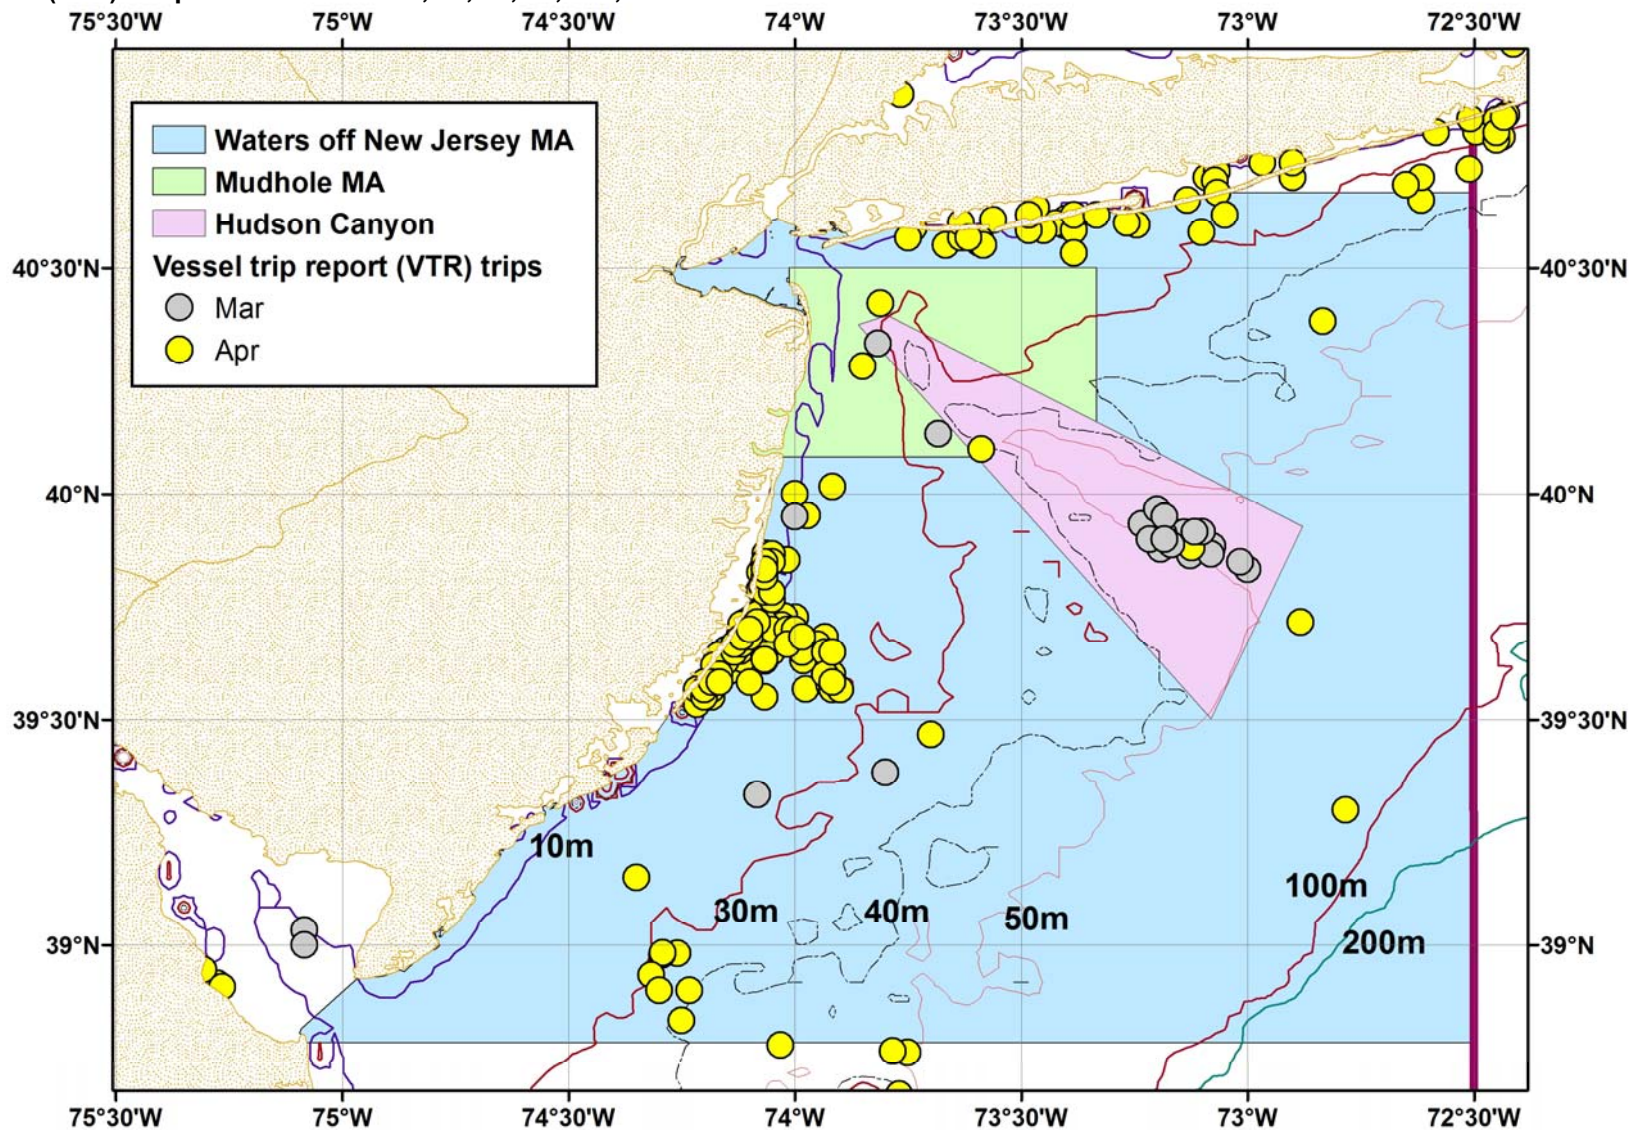 75°30'W 75°W 74°30'W 74°W 73°30'W 73°W 72°30'W
Waters off New Jersey MA
Mudhole MA
Hudson Canyon
Vessel trip report (VTR) trips
Mar
Apr
40°30'N 40°30'N
40°N 40°N
39°30'N 39°30'N
10m
100m
30m 40m 50m
200m
39°N 39°N
75°30'W 75°W 74°30'W 74°W 73°30'W 73°W 72°30'W